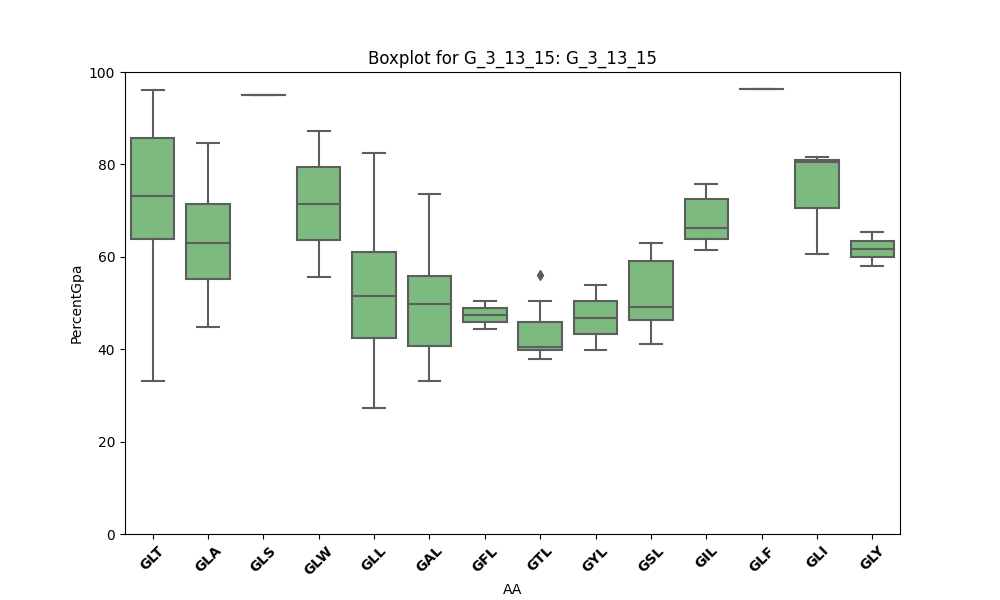 Boxplot for G_3_13_15: G_3_13_15
100
80
60
40
20
0
PercentGpa
GLT GLA GLS GLW GLL GAL GFL GTL GYL GSL GIL GLF GLI GLY
AA